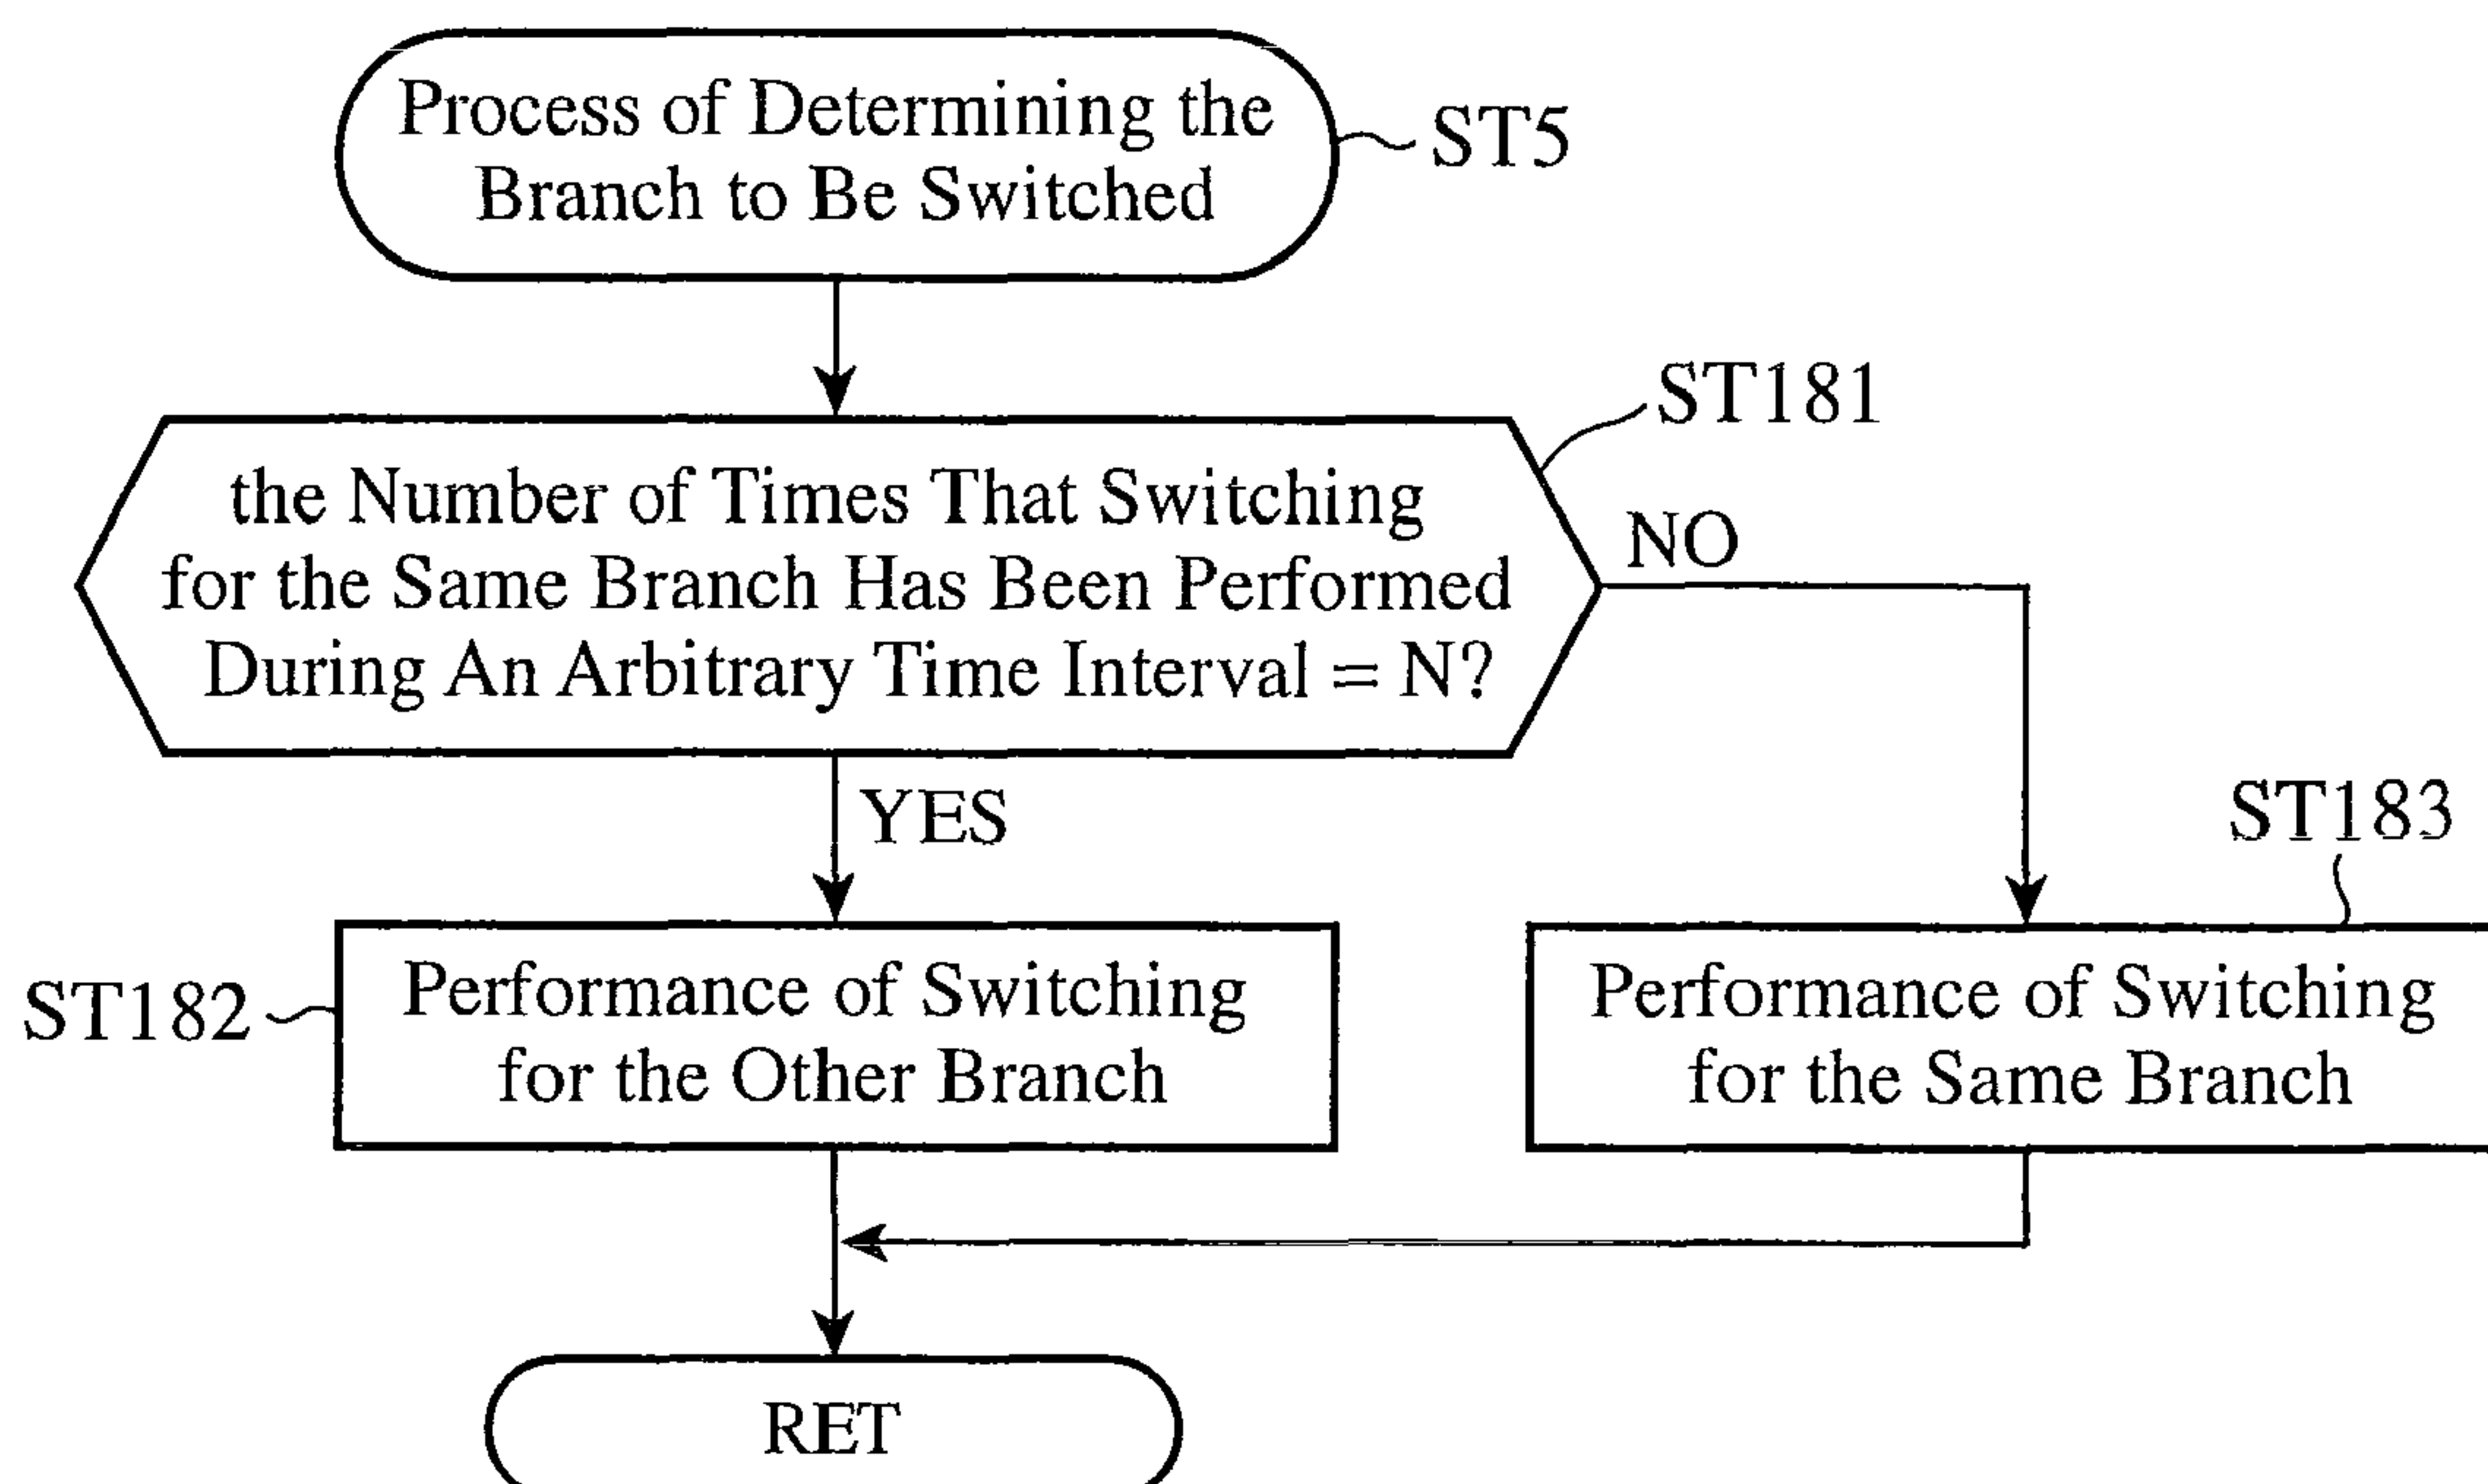 Process of Determining the
Branch to Be Switched
ST5
ST181
the Number of Times That Switching
for the Same Branch Has Been Performed
During An Arbitrary Time Interval = N?
NO
YES
ST183
ST182
Performance of Switching
for the Other Branch
Performance of Switching
for the Same Branch
RET